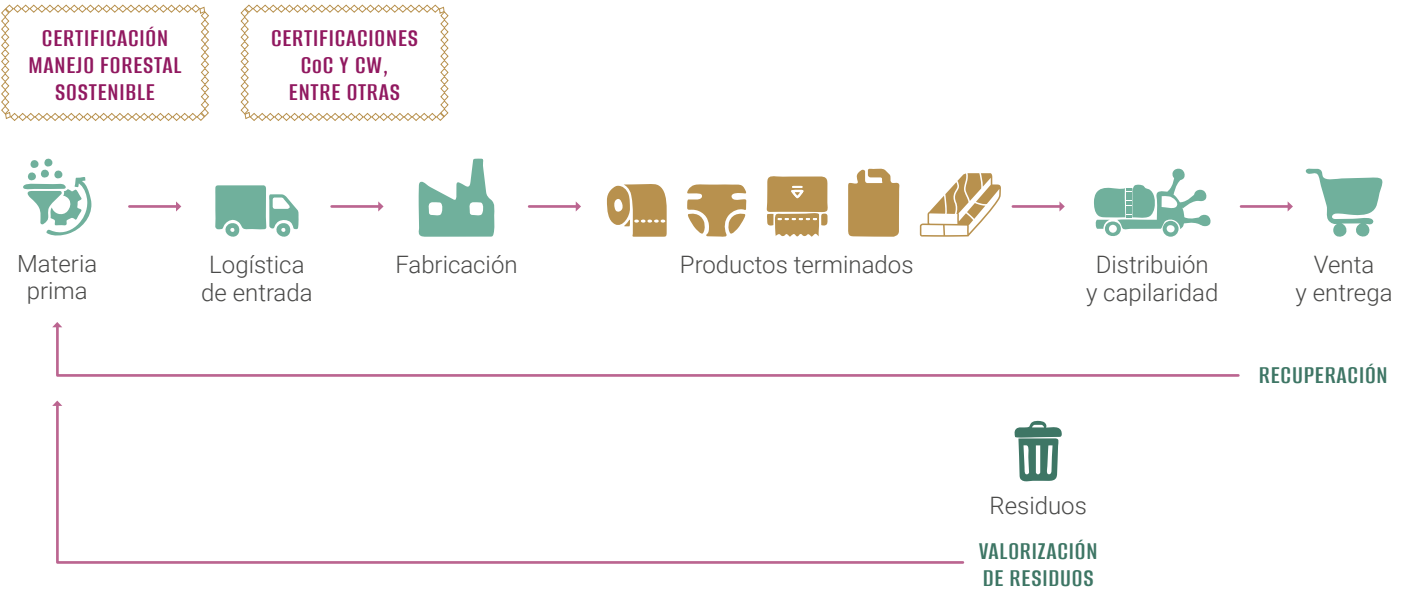 CERTIFICACIÓN
MANEJO FORESTAL
SOSTENIBLE
CERTIFICACIONES
CoC Y CW,
ENTRE OTRAS
Materia
prima
Logística
de entrada
Fabricación
Productos terminados
Distribuión
y capilaridad
Venta
y entrega
RECUPERACIÓN
Residuos
VALORIZACIÓN
DE RESIDUOS